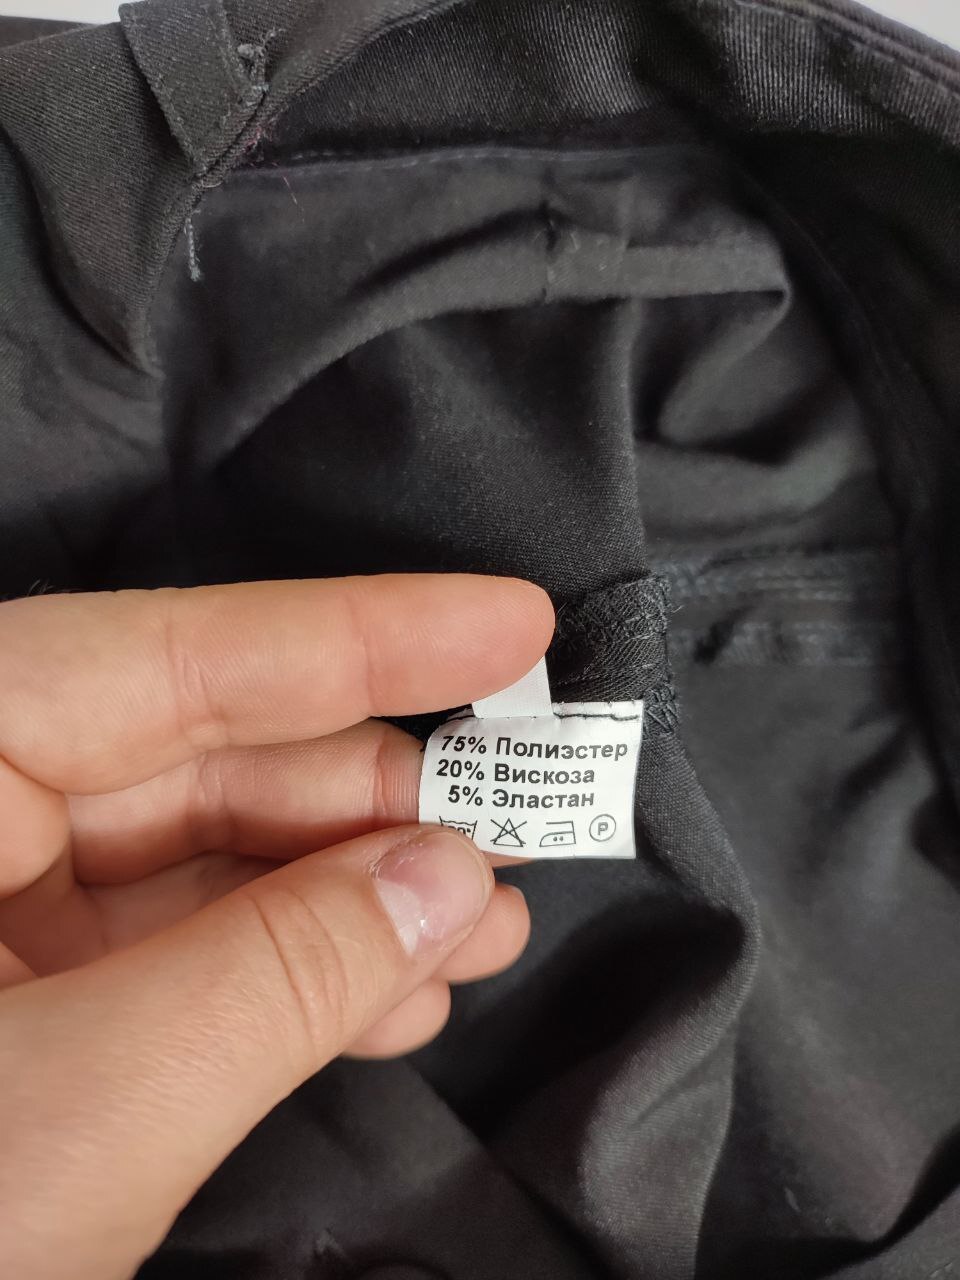 75% Полиэстер
20% Вискоза
5% Эластан
P